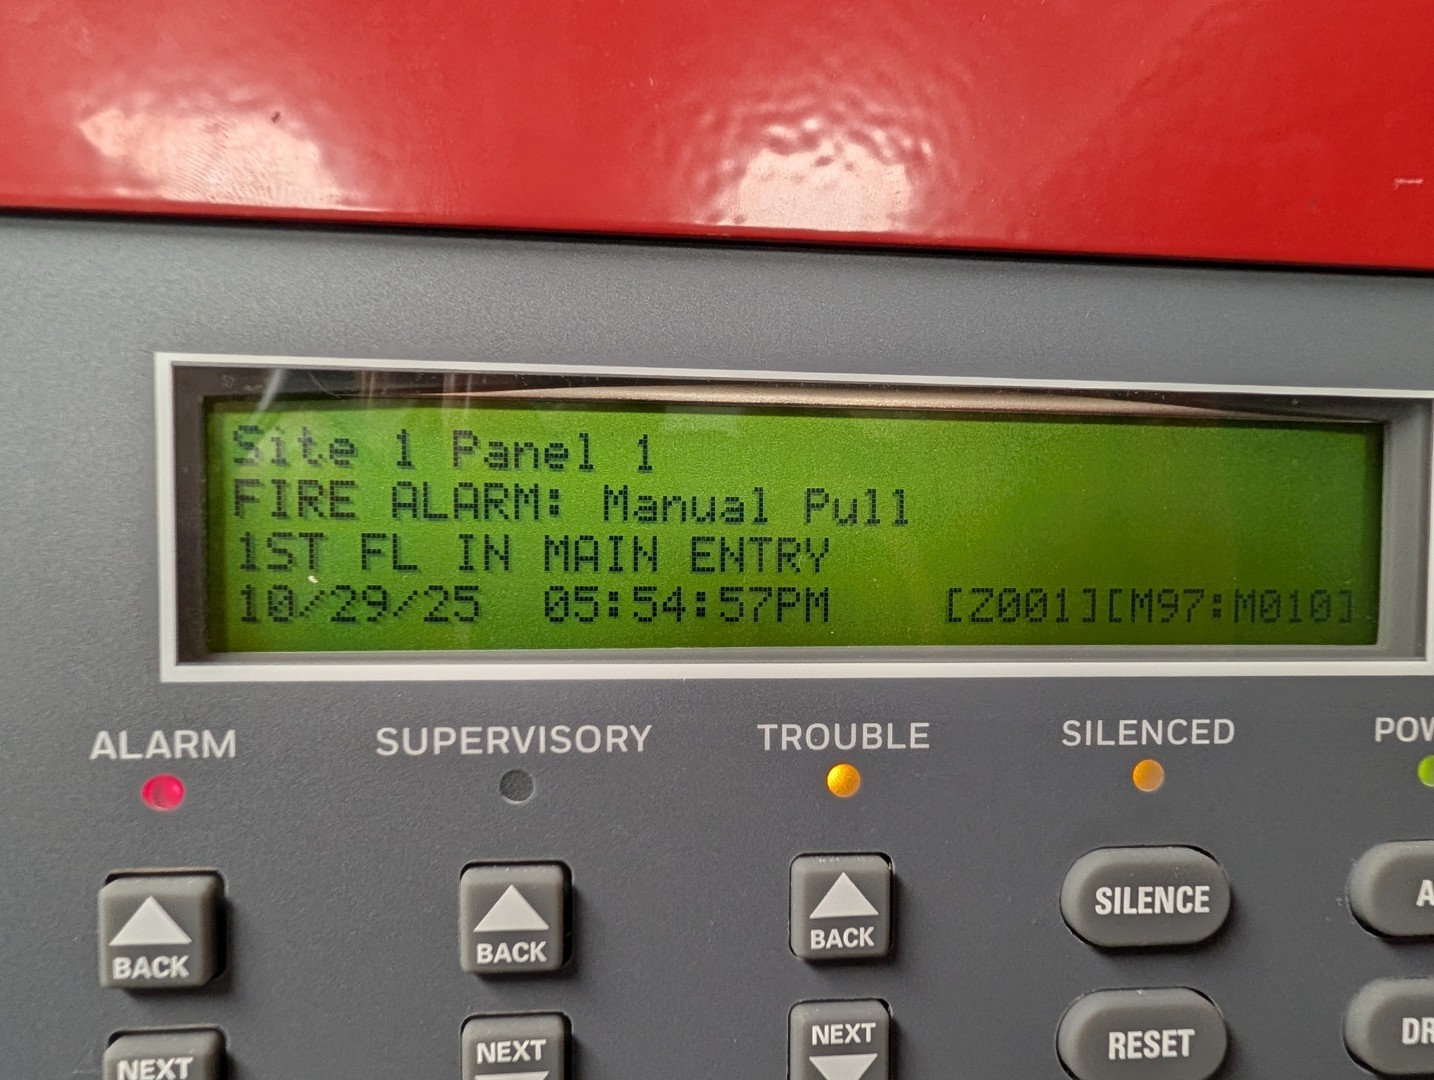 Site 1 Panel 1
FIRE ALARM: Manual Pull
1ST FL IN MAIN ENTRY
10/29/25 05:54:57PM [Z001][M97:M010]
ALARM SUPERVISORY TROUBLE SILENCED
BACK BACK BACK SILENCE
NEXT NEXT NEXT RESET